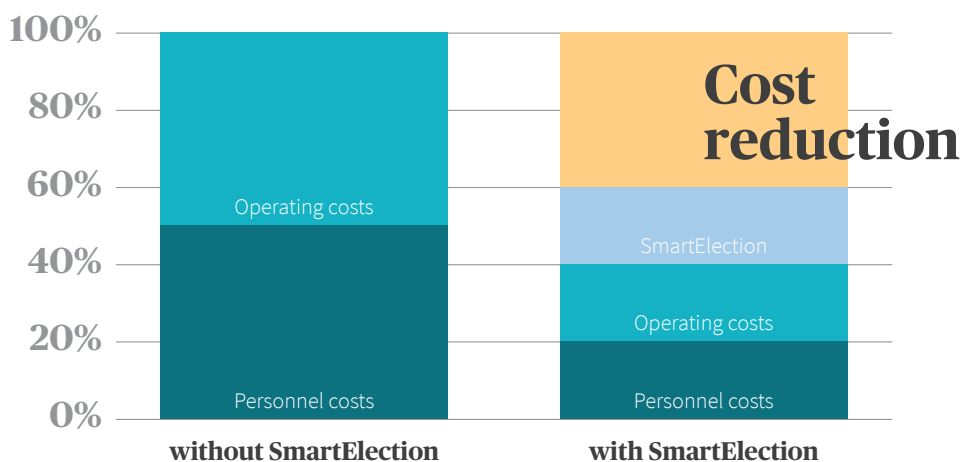 100%
80%
60%
40%
20%
0%
Cost
reduction
Operating costs
SmartElection
Operating costs
Personnel costs
Personnel costs
without SmartElection
with SmartElection